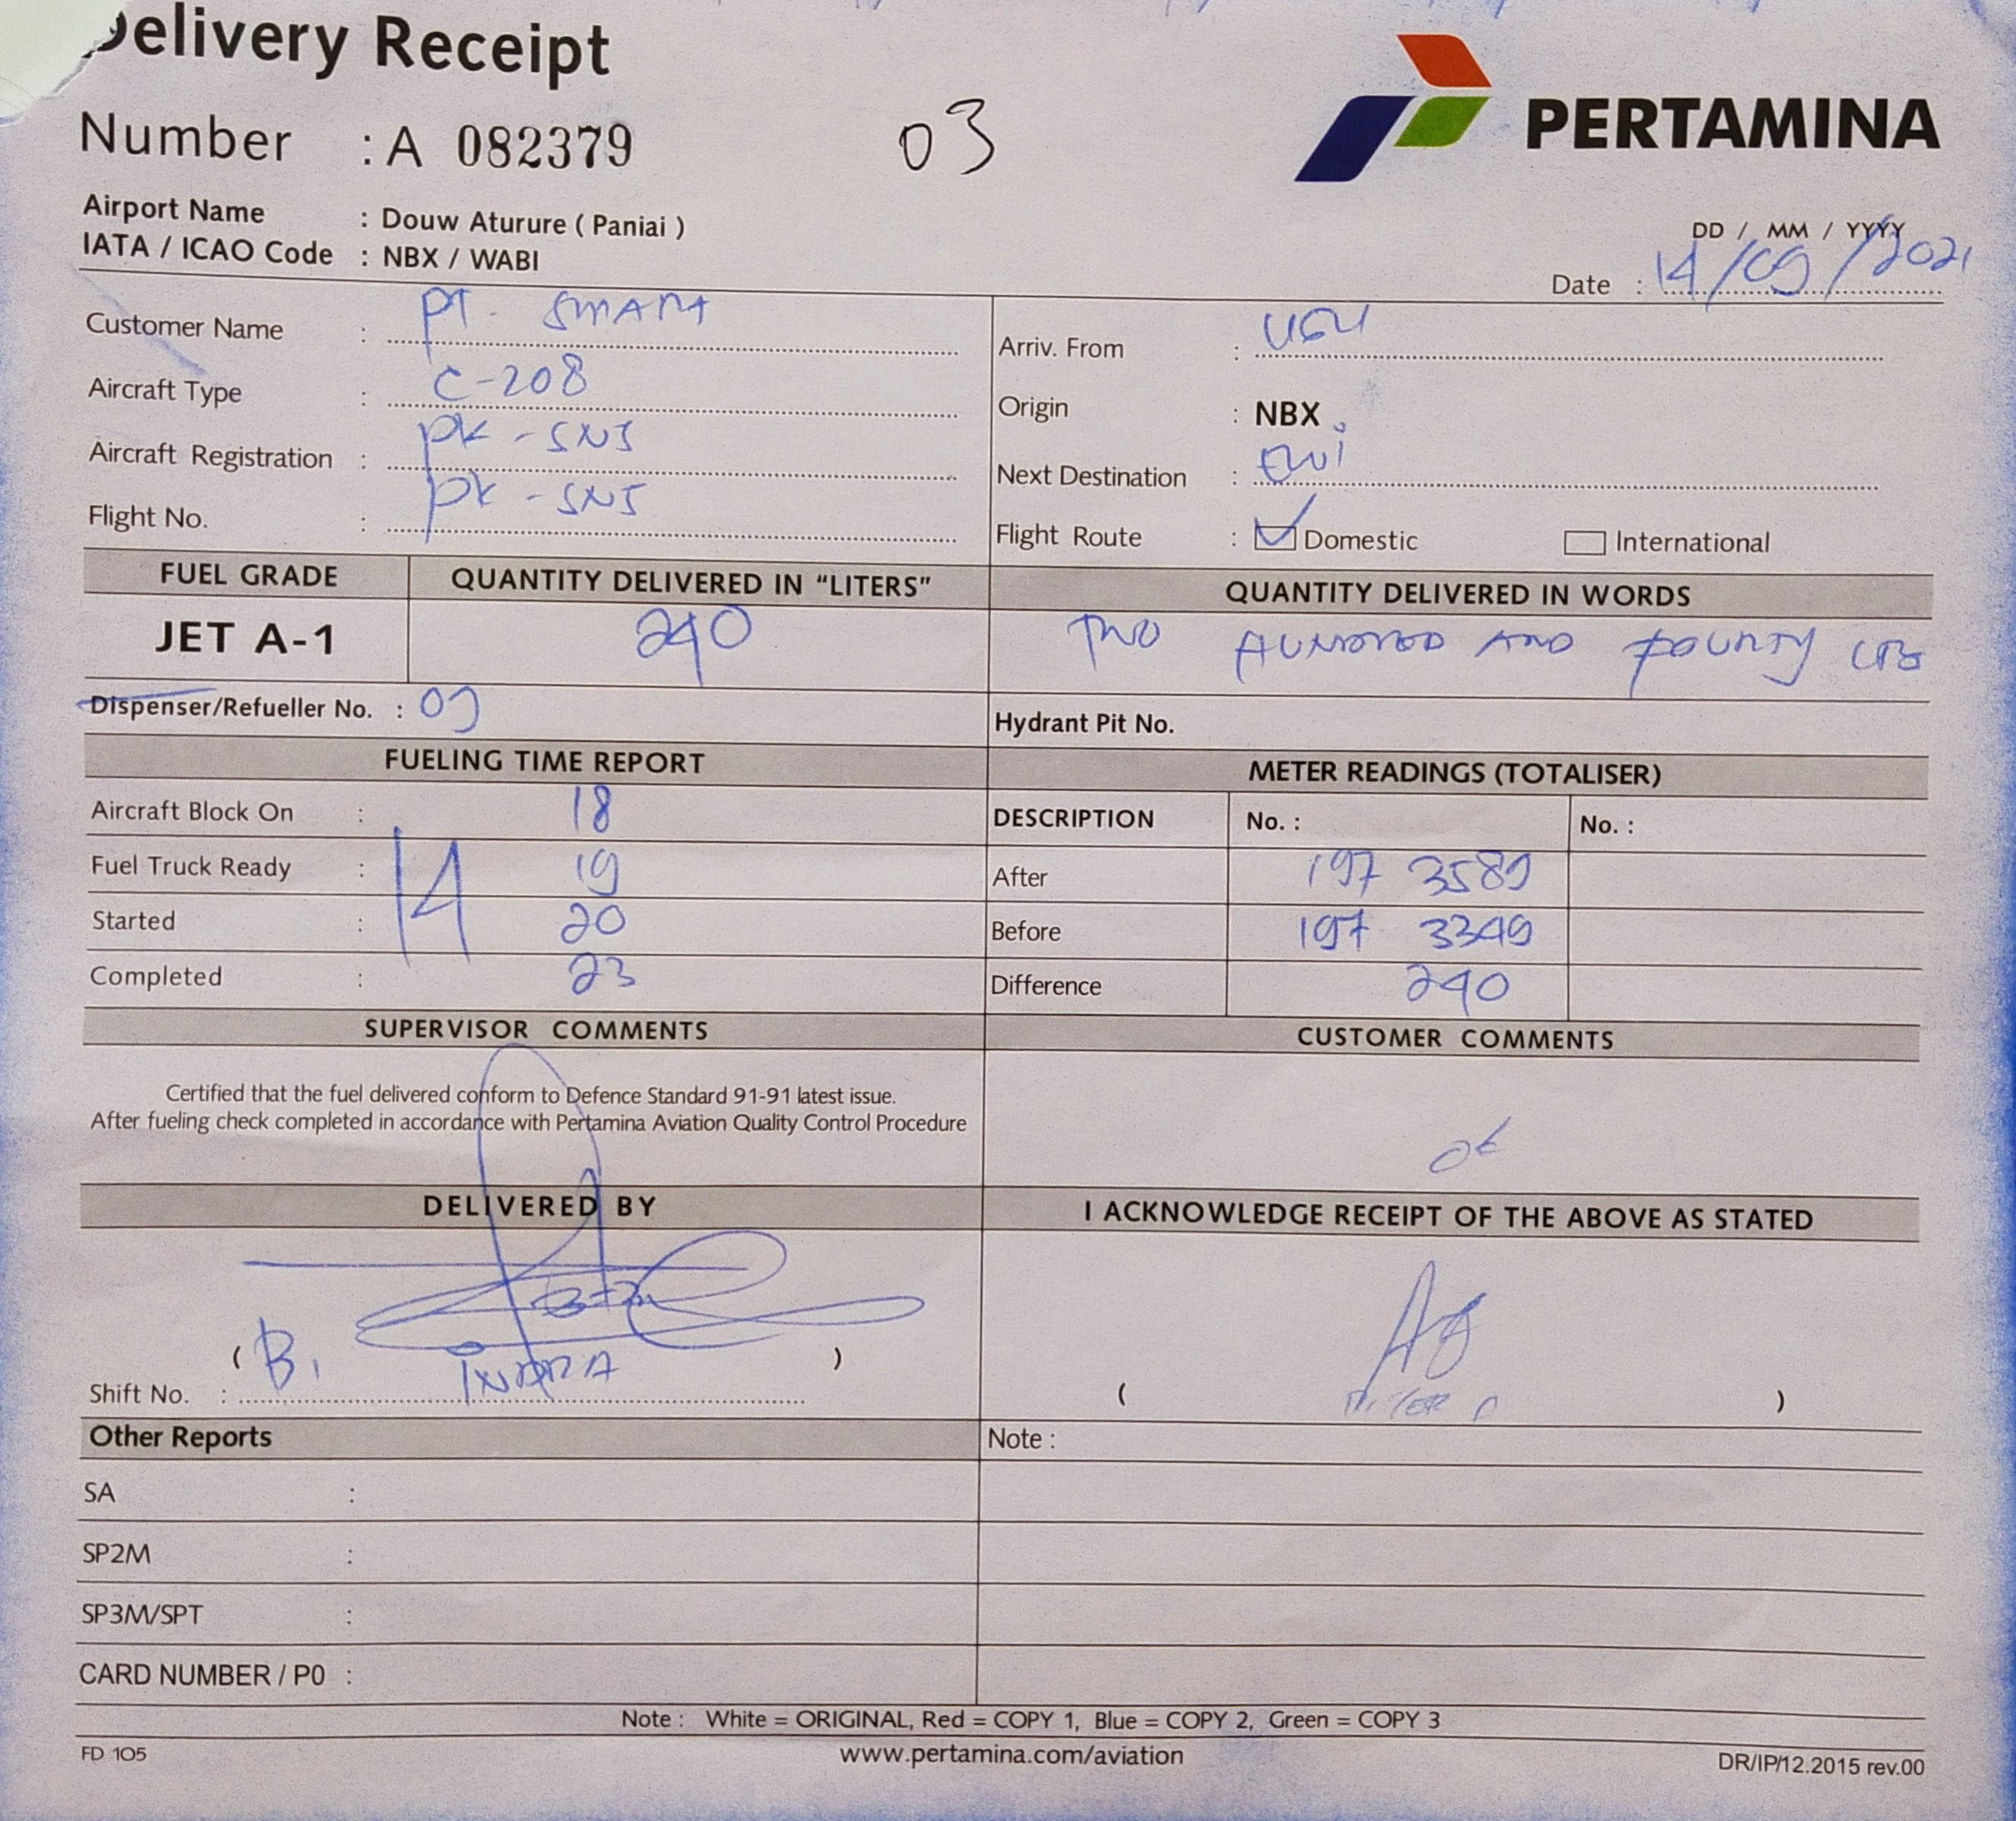 Delivery Receipt
Number : A 082379
03
PERTAMINA
Airport Name : Douw Aturure ( Paniai )
IATA / ICAO Code : NBX / WABI
DD / MM / YYYY
Date : 14/09/2021
Customer Name : PT. SMART
Aircraft Type : C-208
Aircraft Registration : PK-SNJ
Flight No. : PK-SNJ
Arriv. From : UGU
Origin : NBX
Next Destination : EWI
Flight Route : Domestic International
FUEL GRADE QUANTITY DELIVERED IN “LITERS” QUANTITY DELIVERED IN WORDS
JET A-1 240 TWO HUNDRED AND FOURTY LTS
Dispenser/Refueller No. : 09 Hydrant Pit No.
FUELING TIME REPORT
Aircraft Block On : 18
Fuel Truck Ready : 14 19
Started : 20
Completed : 23
METER READINGS (TOTALISER)
DESCRIPTION No. : No. :
After 197 3589
Before 197 3349
Difference 240
SUPERVISOR COMMENTS
Certified that the fuel delivered conform to Defence Standard 91-91 latest issue.
After fueling check completed in accordance with Pertamina Aviation Quality Control Procedure
CUSTOMER COMMENTS
ok
DELIVERED BY
( B. INDRA )
Shift No. :
I ACKNOWLEDGE RECEIPT OF THE ABOVE AS STATED
( )
Other Reports
SA :
SP2M :
SP3M/SPT :
CARD NUMBER / P0 :
Note :
Note : White = ORIGINAL, Red = COPY 1, Blue = COPY 2, Green = COPY 3
FD 105 www.pertamina.com/aviation DR/IP/12.2015 rev.00